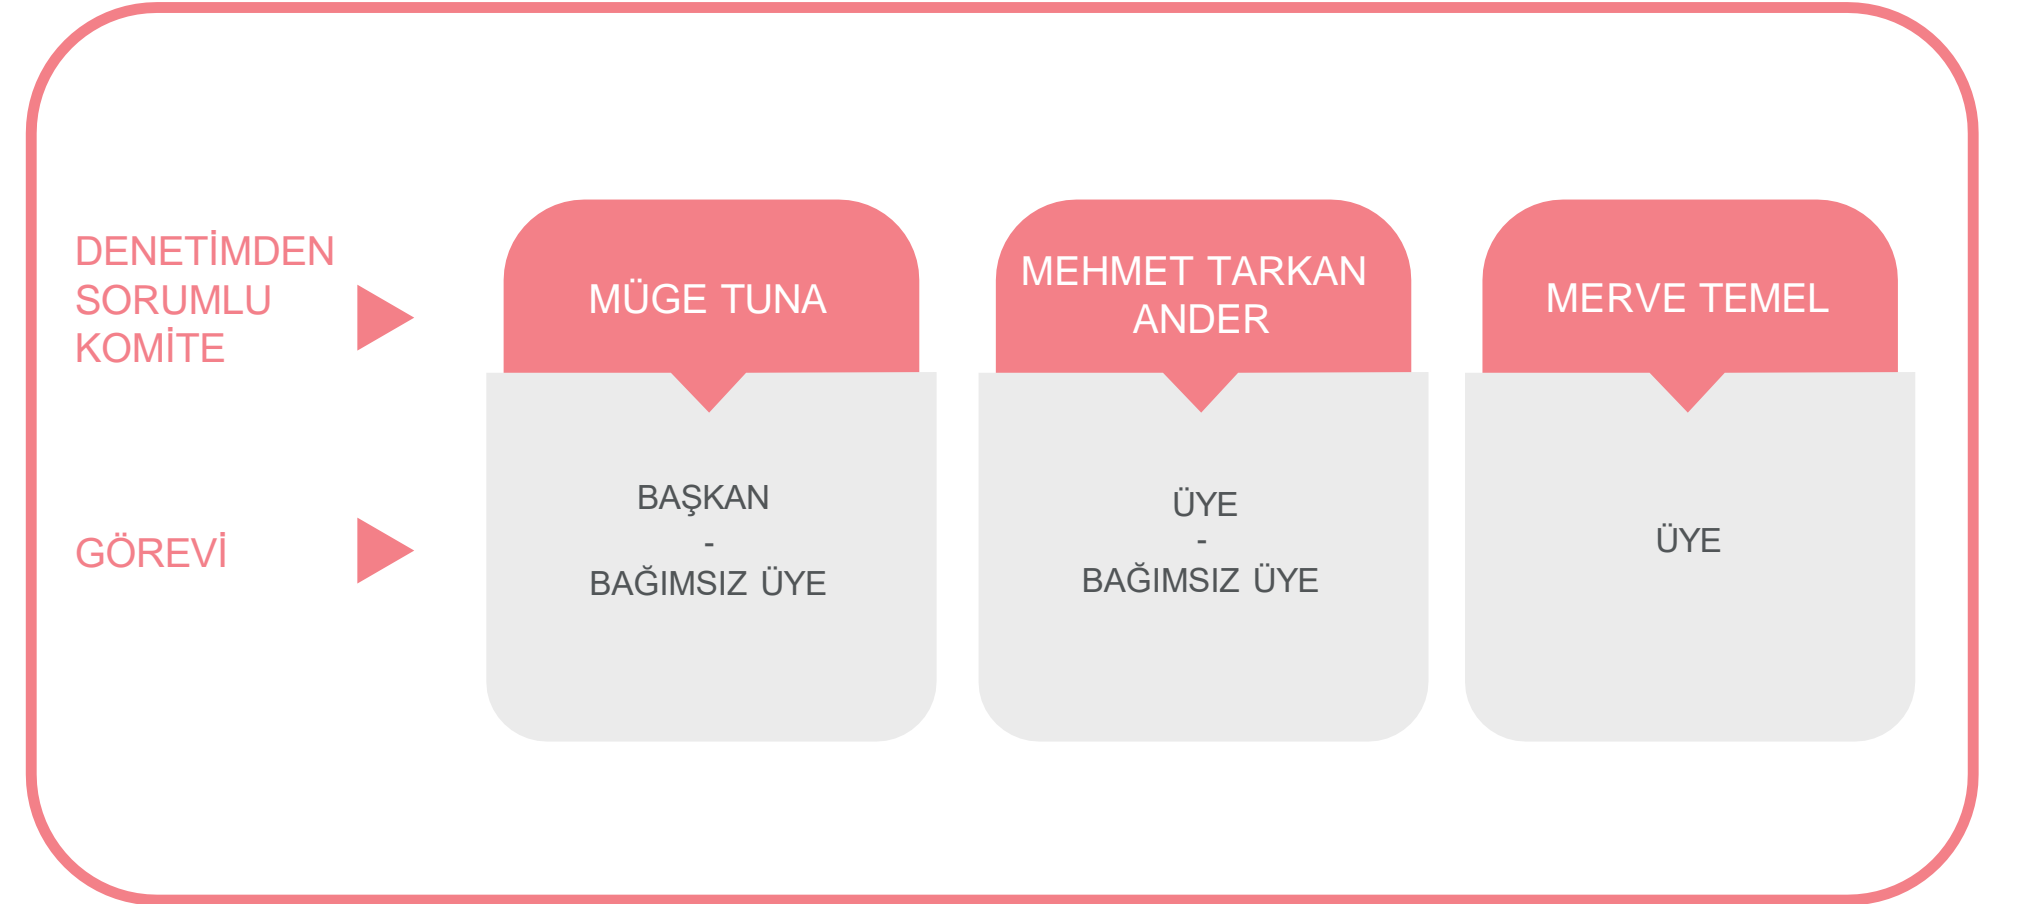 DENETİMDEN
SORUMLU
KOMİTE
MÜGE TUNA
MEHMET TARKAN
ANDER
MERVE TEMEL
GÖREVİ
BAŞKAN
-
BAĞIMSIZ ÜYE
ÜYE
-
BAĞIMSIZ ÜYE
ÜYE